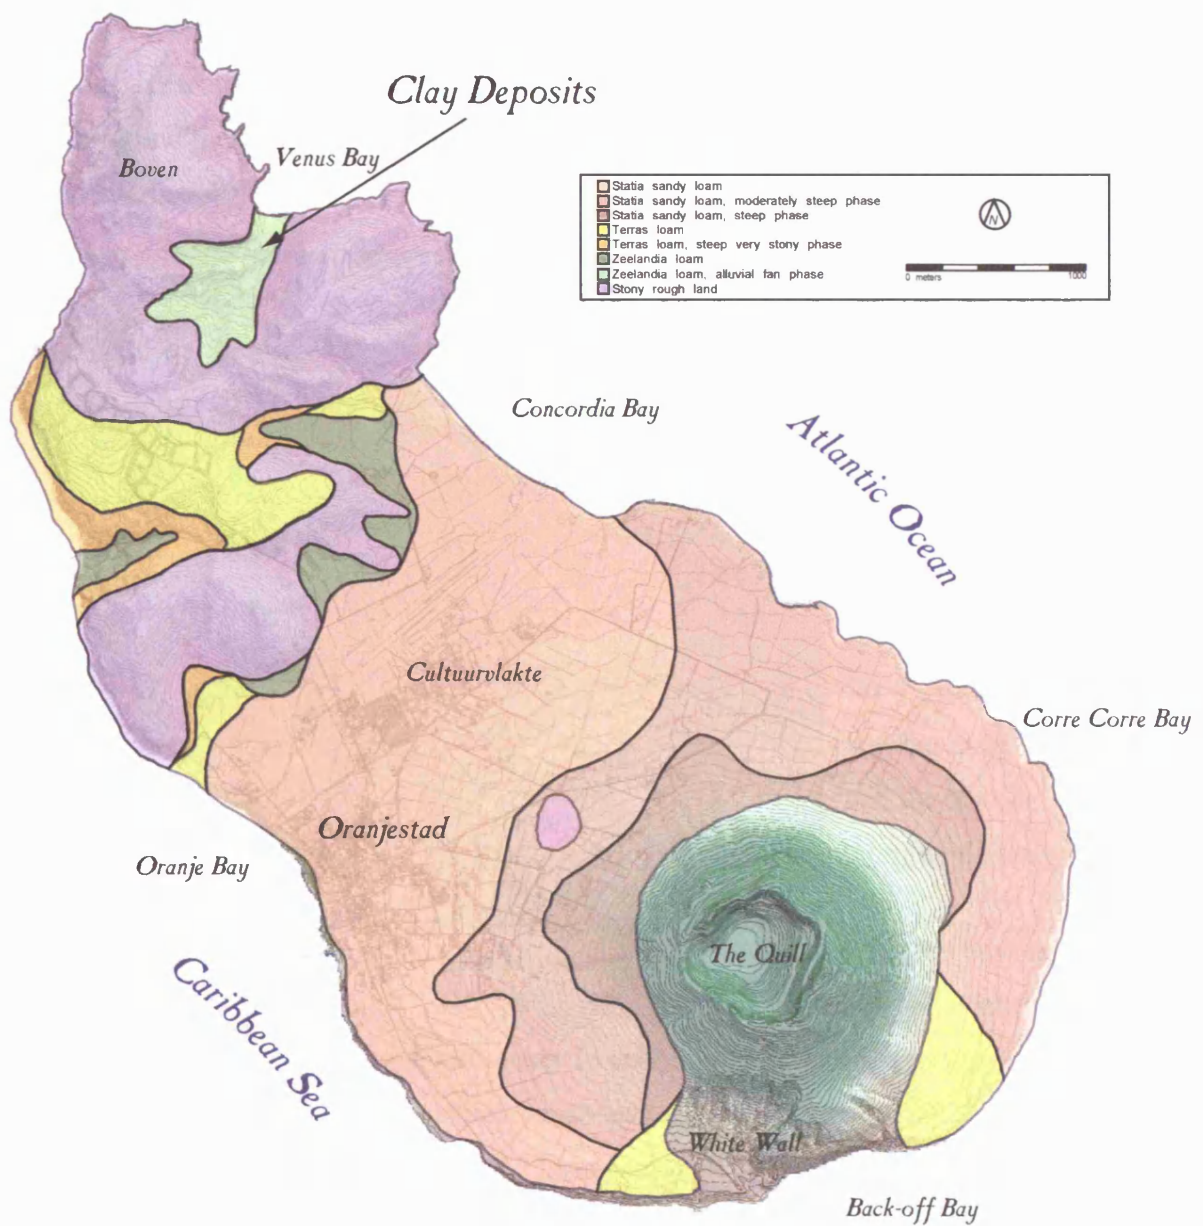 Clay Deposits
Boven
Venus Bay
Statia sandy loam
Statia sandy loam, moderately steep phase
Statia sandy loam, steep phase
Terras loam
Terras loam, steep very stony phase
Zeelandia loam
Zeelandia loam, alluvial fan phase
Stony rough land
N
0 meters 1000
Concordia Bay
Atlantic Ocean
Cultuurvlakte
Corre Corre Bay
Oranjestad
Oranje Bay
The Quill
Caribbean Sea
White Wall
Back-off Bay